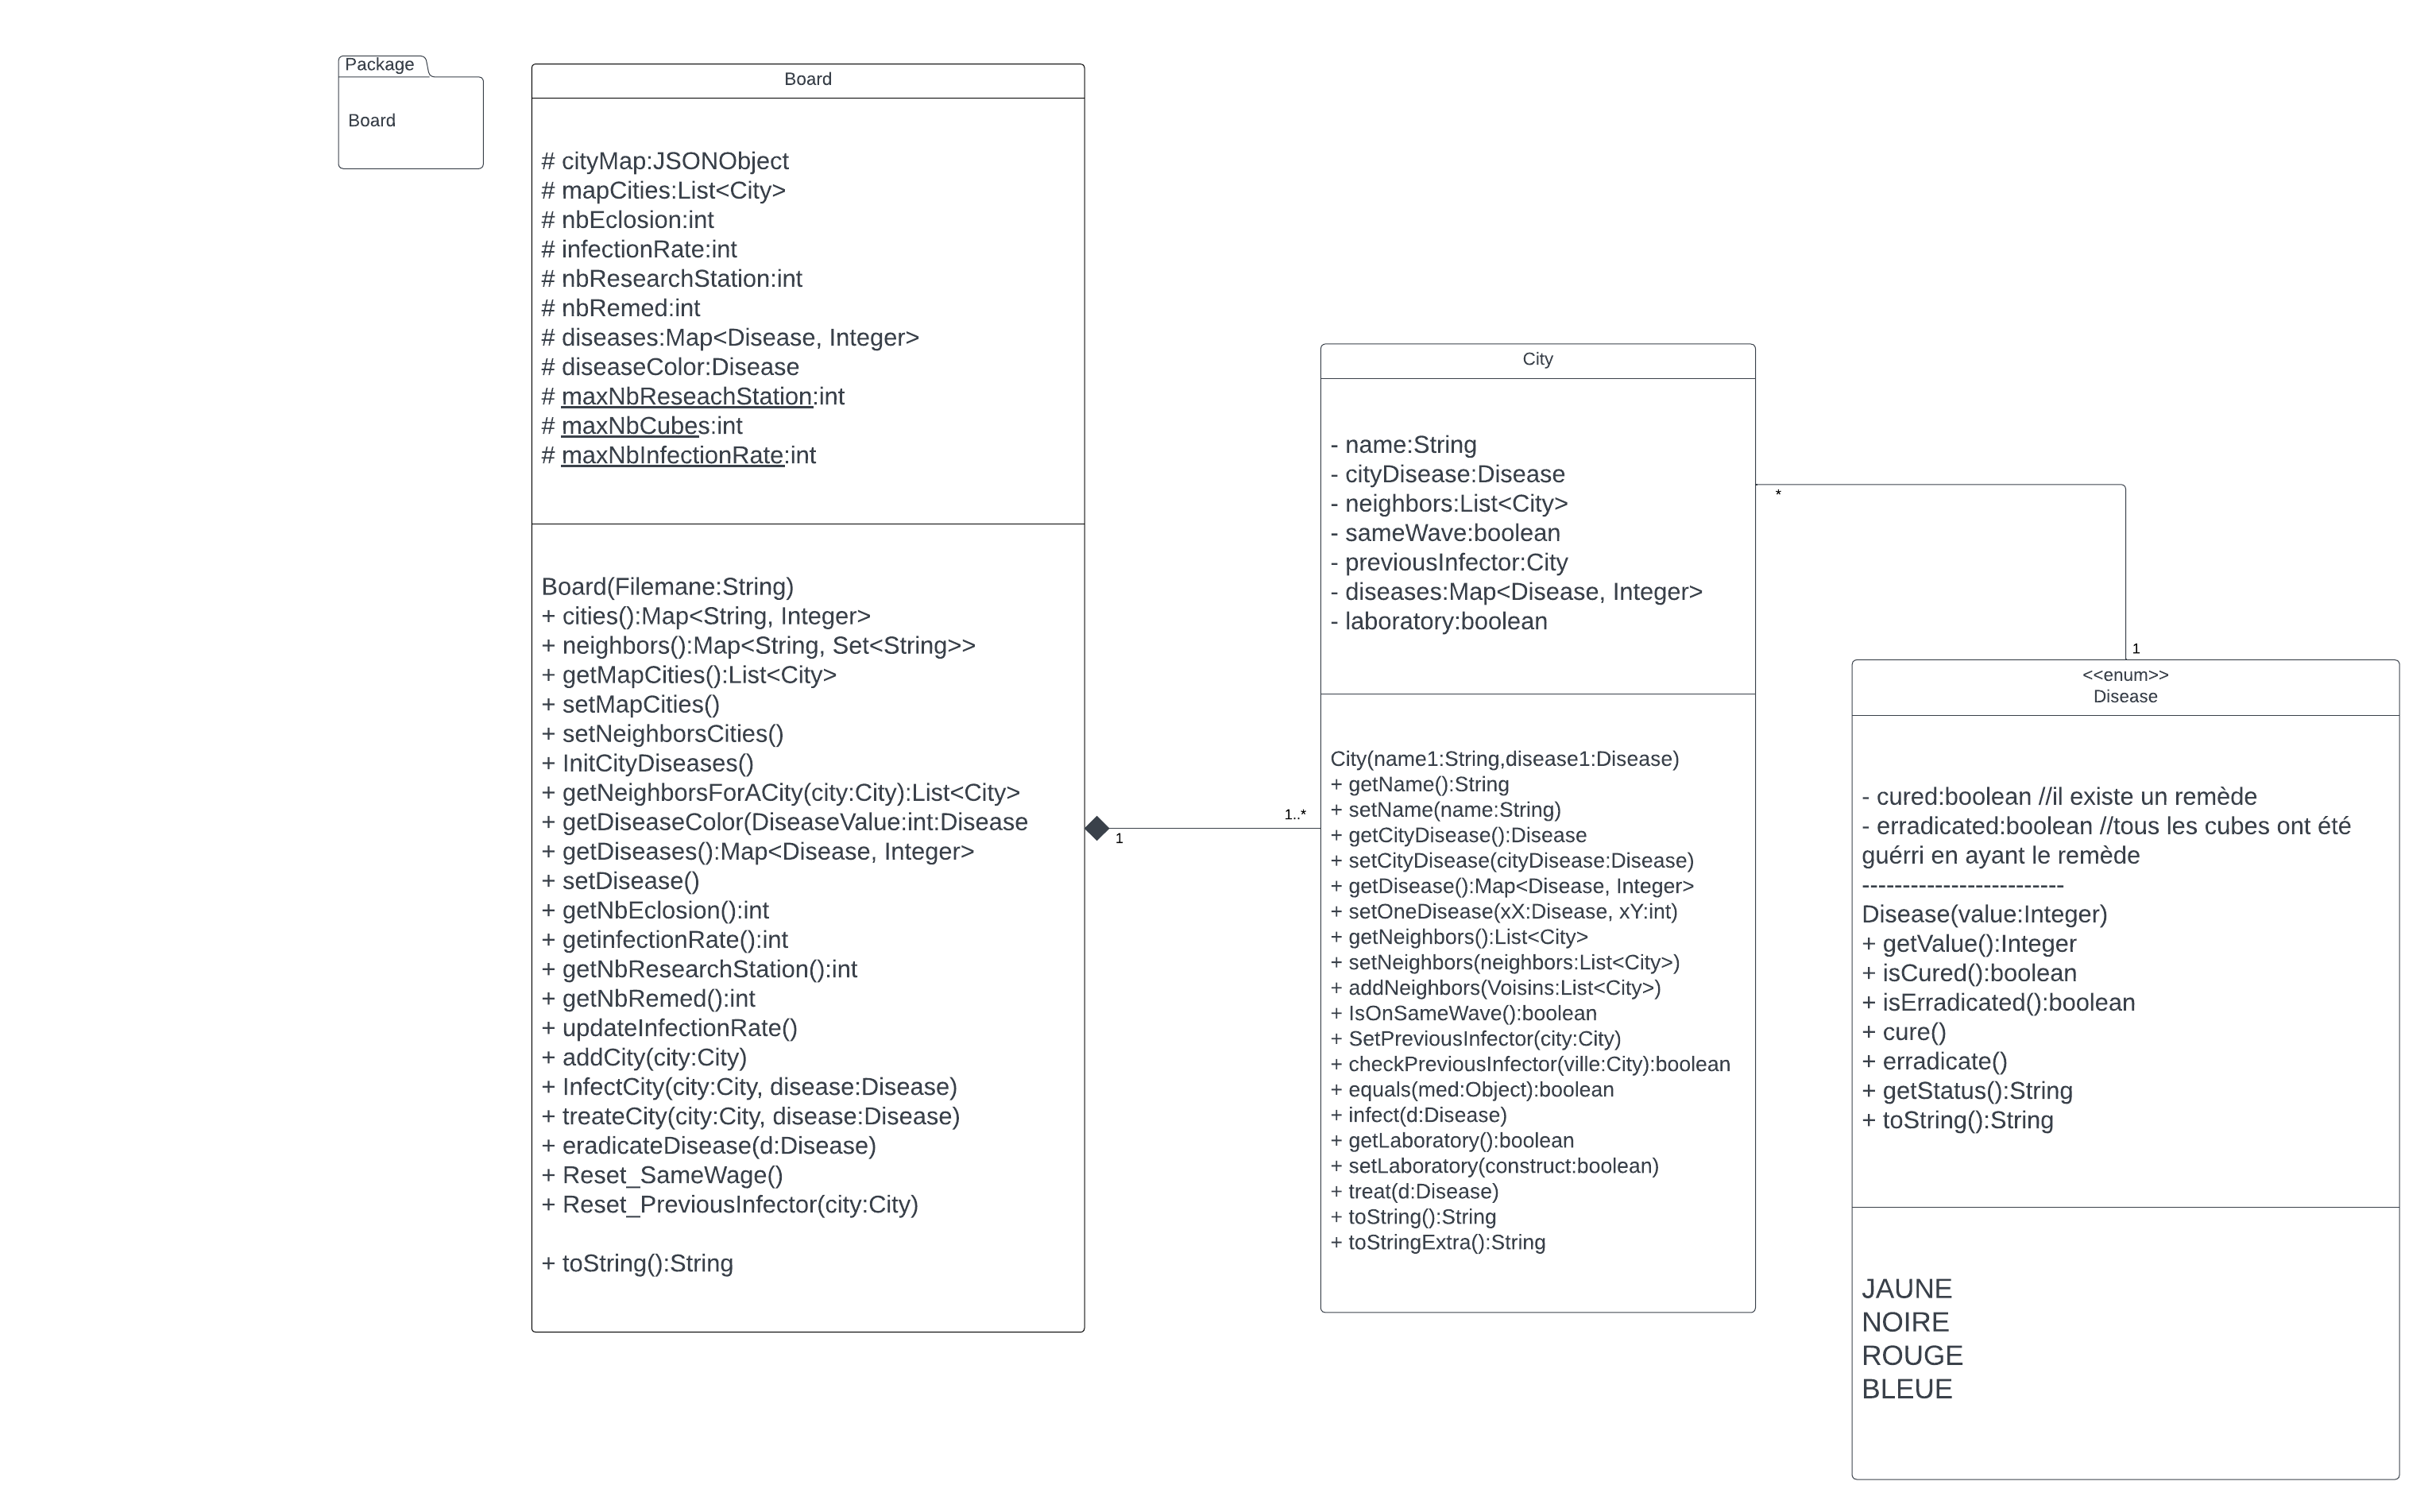 Package
Board
Board
# cityMap:JSONObject
# mapCities:List<City>
# nbEclosion:int
# infectionRate:int
# nbResearchStation:int
# nbRemed:int
# diseases:Map<Disease, Integer>
# diseaseColor:Disease
# maxNbReseachStation:int
# maxNbCubes:int
# maxNbInfectionRate:int
Board(Filemane:String)
+ cities():Map<String, Integer>
+ neighbors():Map<String, Set<String>>
+ getMapCities():List<City>
+ setMapCities()
+ setNeighborsCities()
+ InitCityDiseases()
+ getNeighborsForACity(city:City):List<City>
+ getDiseaseColor(DiseaseValue:int:Disease
+ getDiseases():Map<Disease, Integer>
+ setDisease()
+ getNbEclosion():int
+ getinfectionRate():int
+ getNbResearchStation():int
+ getNbRemed():int
+ updateInfectionRate()
+ addCity(city:City)
+ InfectCity(city:City, disease:Disease)
+ treateCity(city:City, disease:Disease)
+ eradicateDisease(d:Disease)
+ Reset_SameWage()
+ Reset_PreviousInfector(city:City)
+ toString():String
1
1..*
City
- name:String
- cityDisease:Disease
- neighbors:List<City>
- sameWave:boolean
- previousInfector:City
- diseases:Map<Disease, Integer>
- laboratory:boolean
City(name1:String,disease1:Disease)
+ getName():String
+ setName(name:String)
+ getCityDisease():Disease
+ setCityDisease(cityDisease:Disease)
+ getDisease():Map<Disease, Integer>
+ setOneDisease(xX:Disease, xY:int)
+ getNeighbors():List<City>
+ setNeighbors(neighbors:List<City>)
+ addNeighbors(Voisins:List<City>)
+ IsOnSameWave():boolean
+ SetPreviousInfector(city:City)
+ checkPreviousInfector(ville:City):boolean
+ equals(med:Object):boolean
+ infect(d:Disease)
+ getLaboratory():boolean
+ setLaboratory(construct:boolean)
+ treat(d:Disease)
+ toString():String
+ toStringExtra():String
*
1
<<enum>>
Disease
- cured:boolean //il existe un remède
- erradicated:boolean //tous les cubes ont été
guérri en ayant le remède
-------------------------
Disease(value:Integer)
+ getValue():Integer
+ isCured():boolean
+ isErradicated():boolean
+ cure()
+ erradicate()
+ getStatus():String
+ toString():String
JAUNE
NOIRE
ROUGE
BLEUE